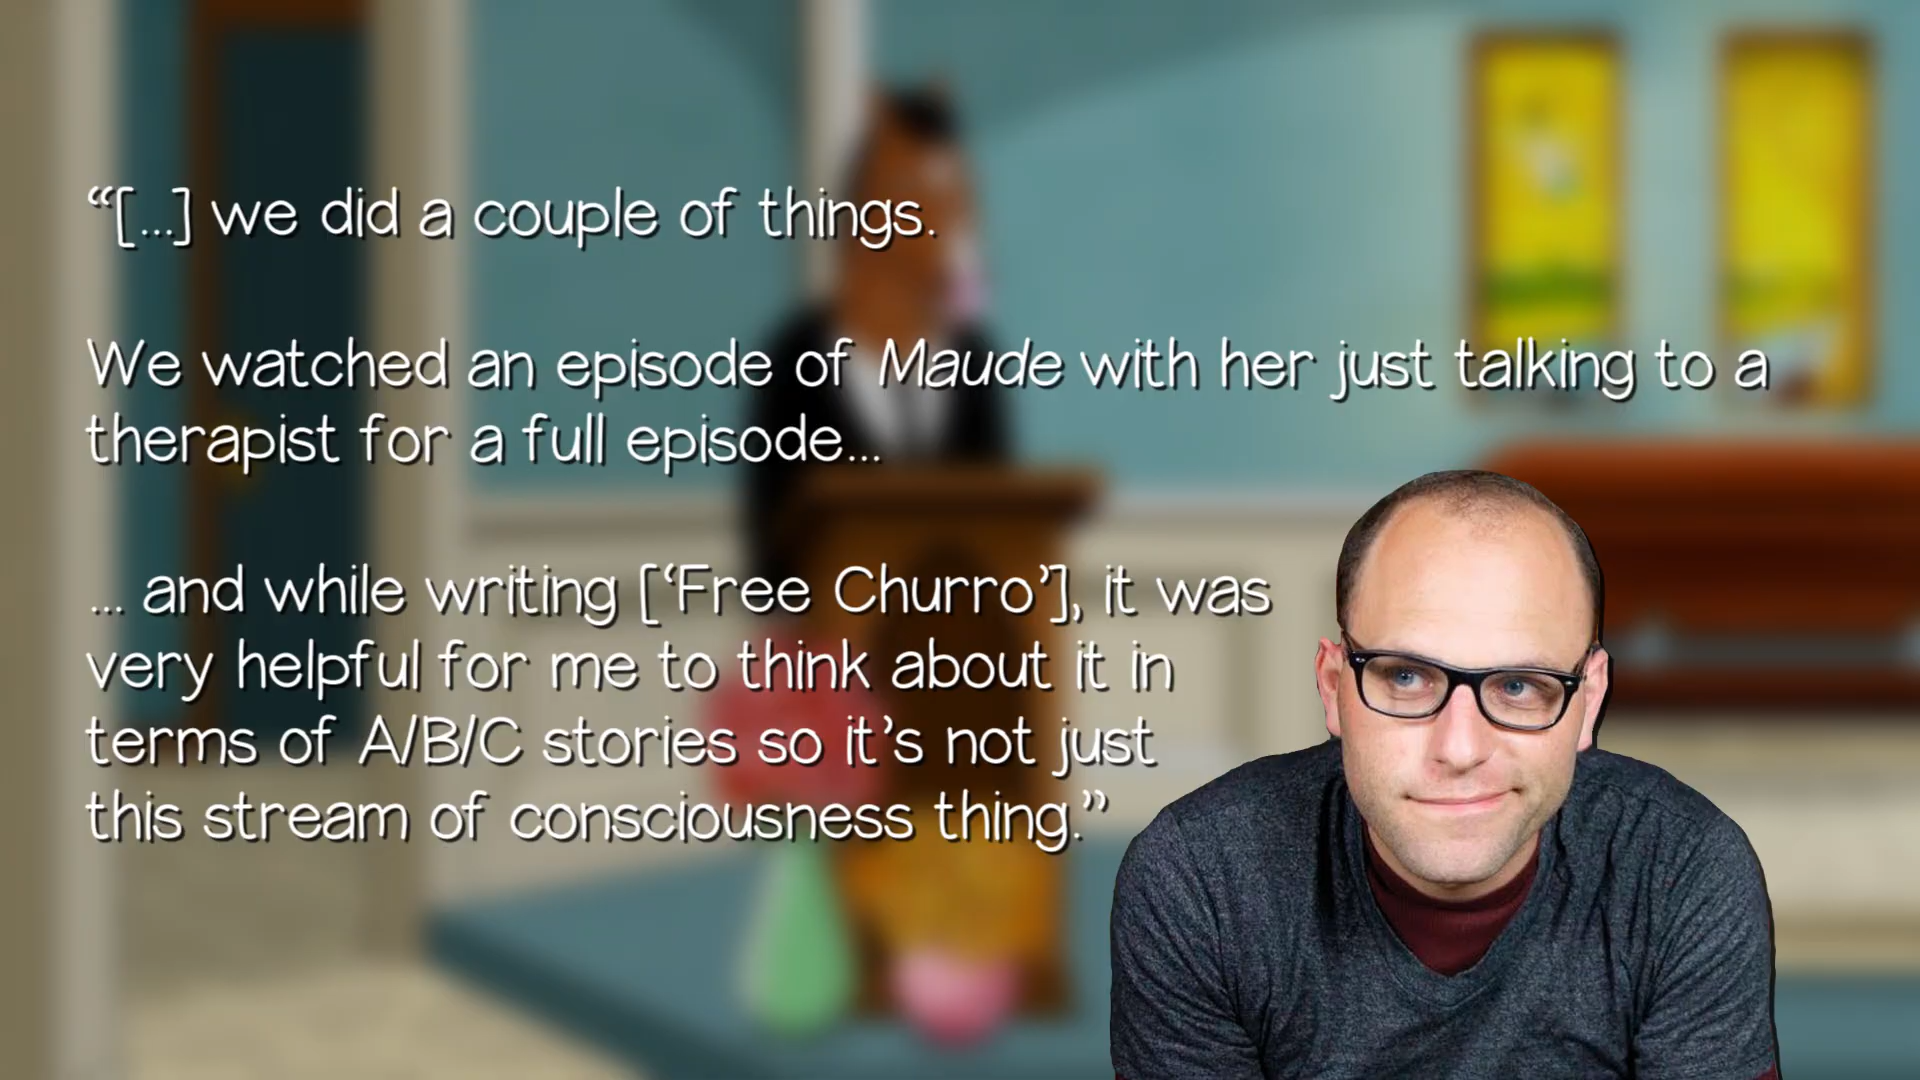 “[...] we did a couple of things.
We watched an episode of Maude with her just talking to a
therapist for a full episode...
... and while writing [‘Free Churro’], it was
very helpful for me to think about it in
terms of A/B/C stories so it’s not just
this stream of consciousness thing.”